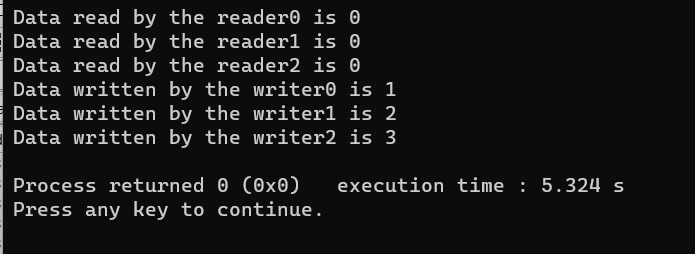 Data read by the reader0 is 0
Data read by the reader1 is 0
Data read by the reader2 is 0
Data written by the writer0 is 1
Data written by the writer1 is 2
Data written by the writer2 is 3
Process returned 0 (0x0)   execution time : 5.324 s
Press any key to continue.